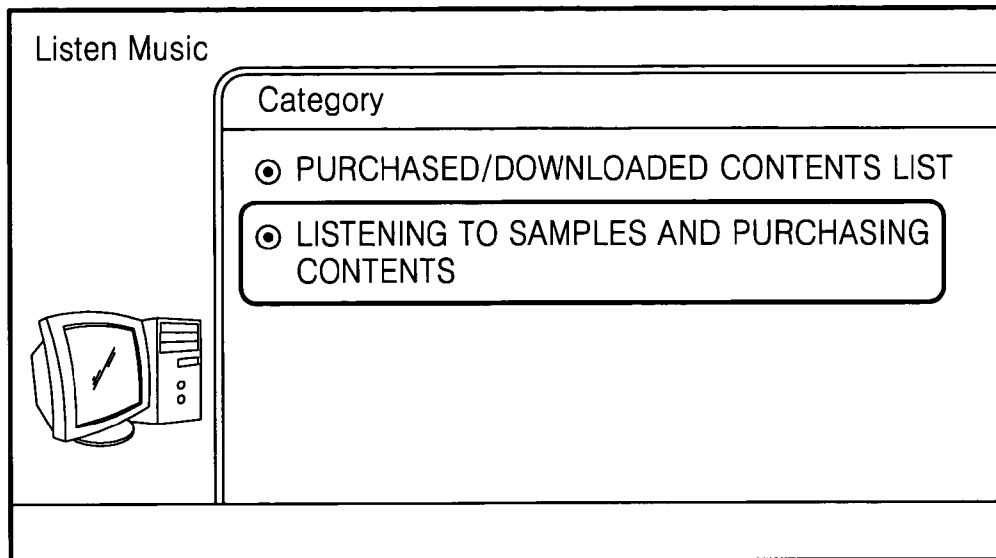 Listen Music
Category
PURCHASED/DOWNLOADED CONTENTS LIST
LISTENING TO SAMPLES AND PURCHASING
CONTENTS